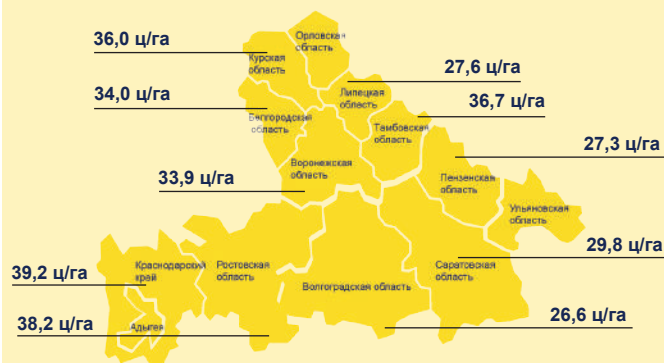 36,0 ц/га
Орловская
область
Курская
область
27,6 ц/га
34,0 ц/га
Липецкая
область
36,7 ц/га
Белгородская
область
Тамбовская
область
27,3 ц/га
Воронежская
область
33,9 ц/га
Пензенская
область
Ульяновская
область
29,8 ц/га
39,2 ц/га
Краснодарский
край
Ростовская
область
Волгоградская область
Саратовская
область
38,2 ц/га
Адыгея
26,6 ц/га